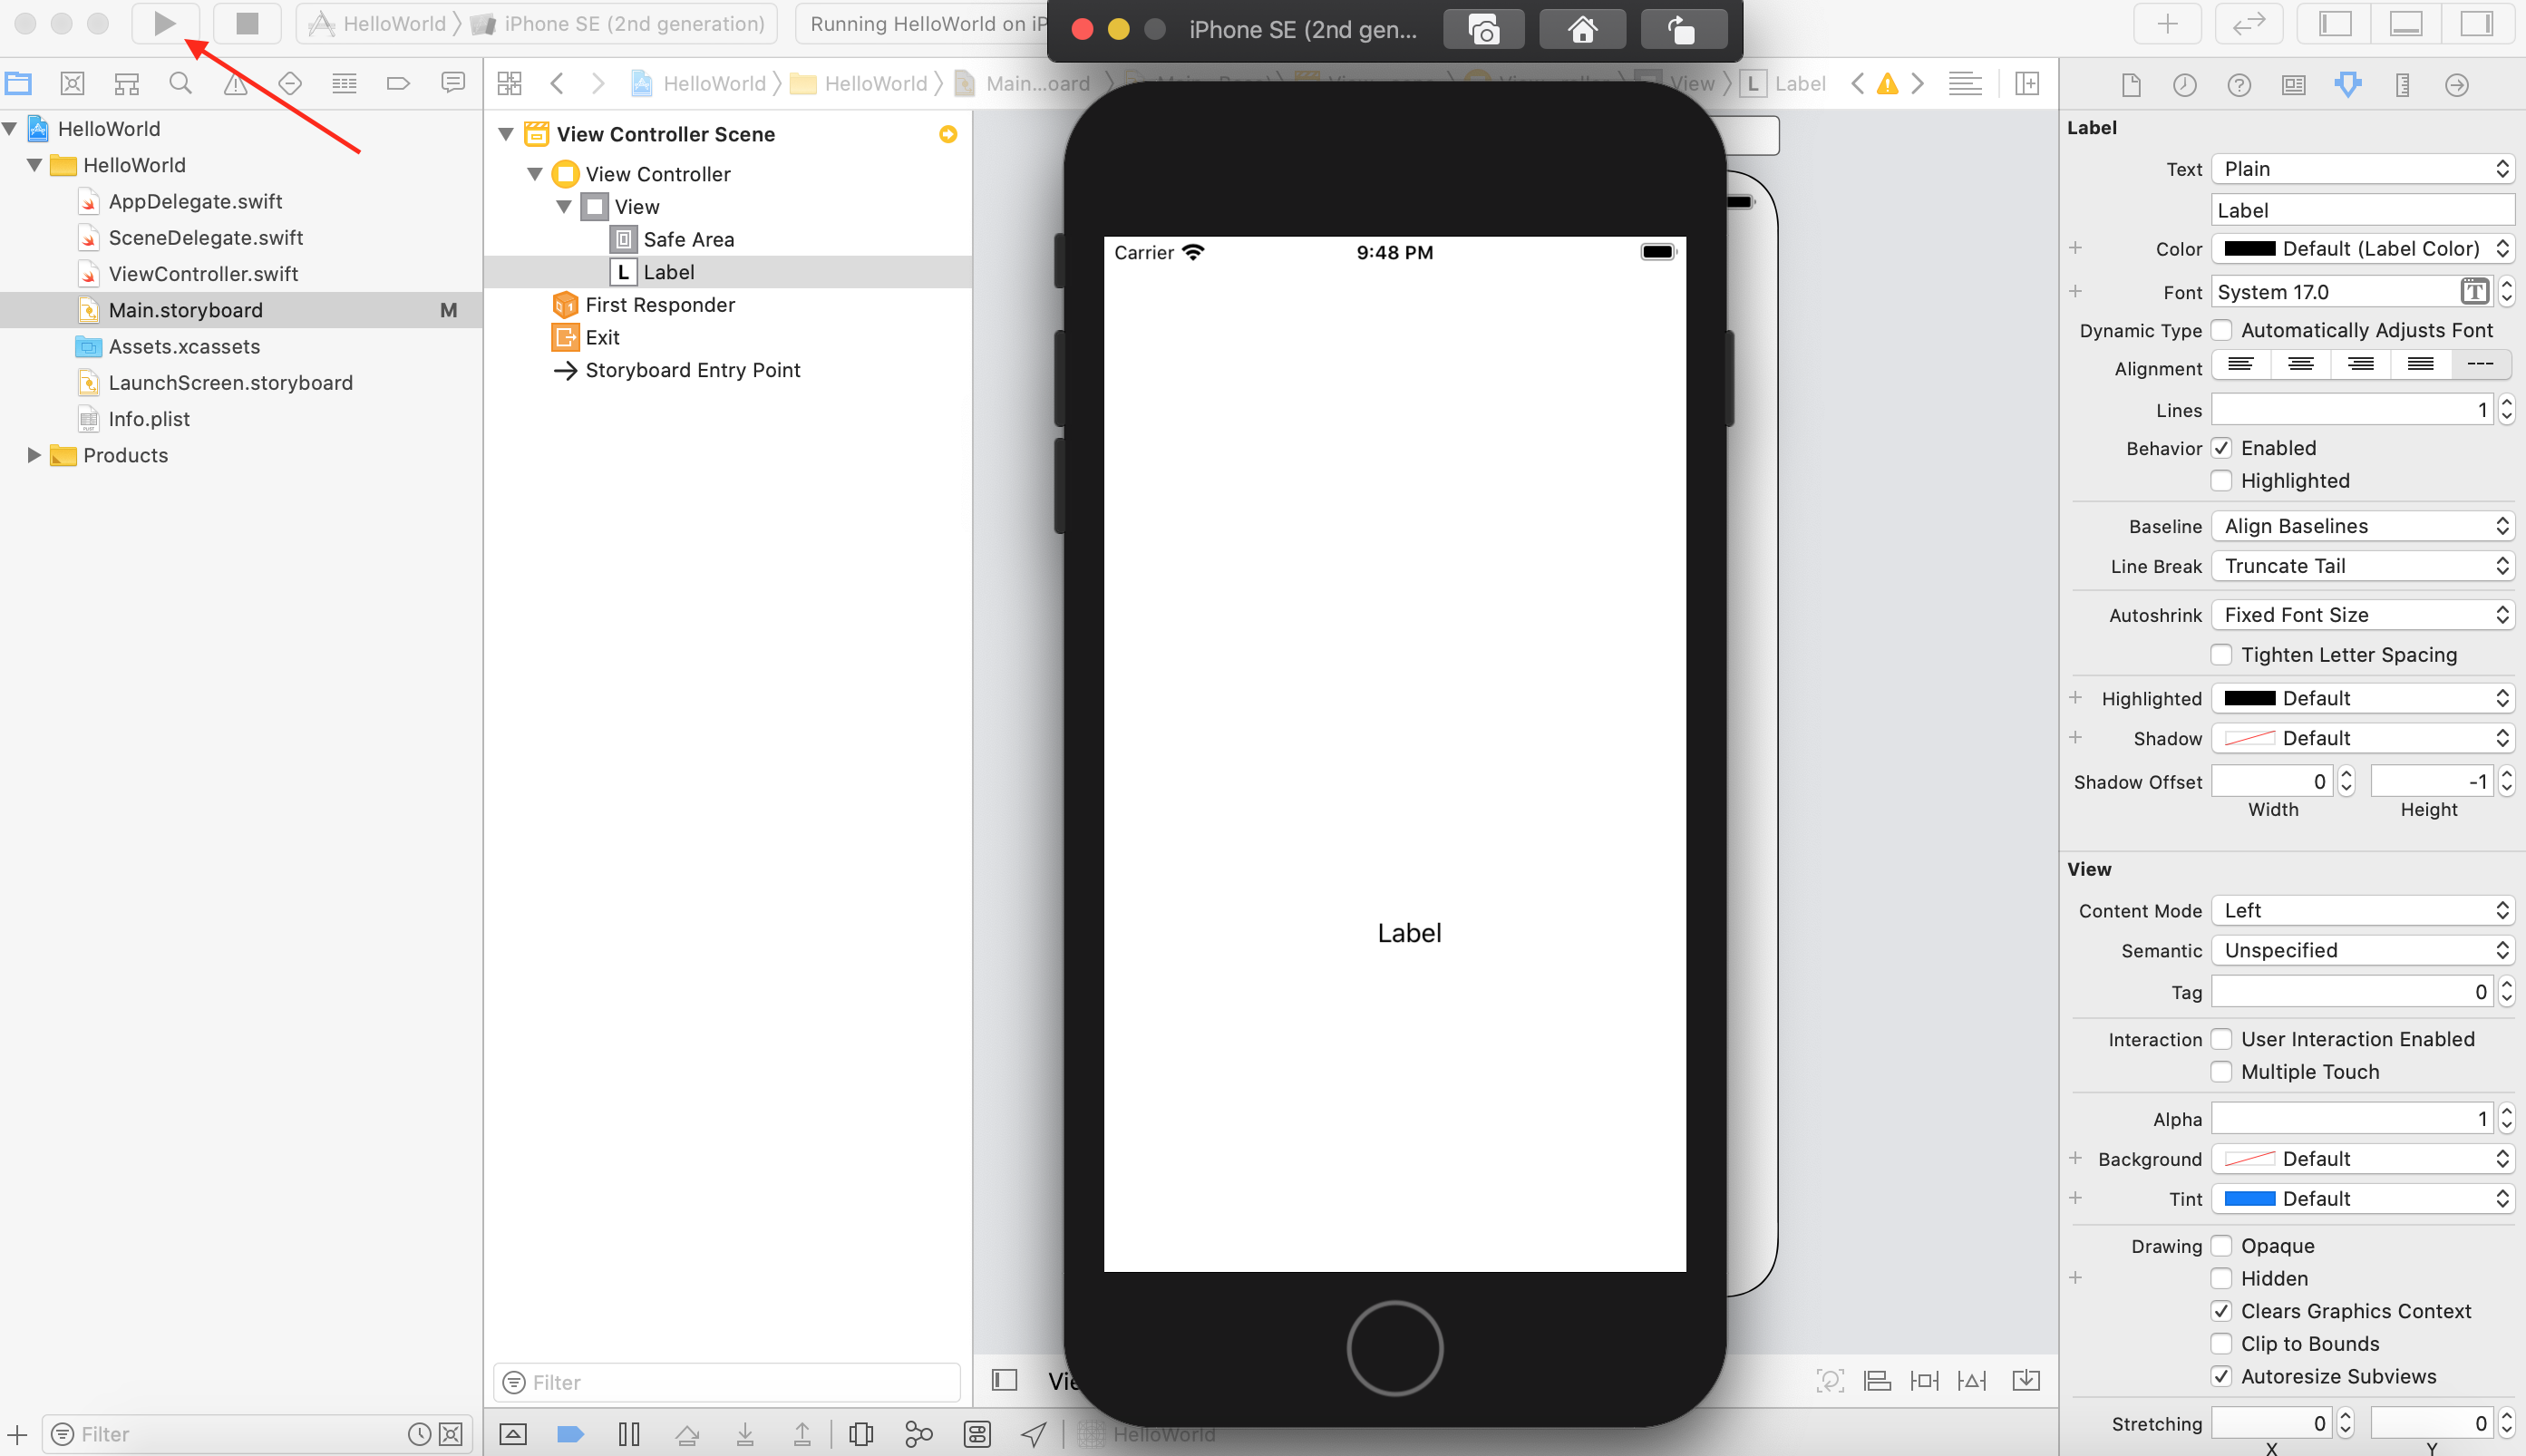 HelloWorld
iPhone SE (2nd generation)
Running HelloWorld on iP
iPhone SE (2nd gen...
HelloWorld
HelloWorld
Main...oard
View
L Label
HelloWorld
HelloWorld
AppDelegate.swift
SceneDelegate.swift
ViewController.swift
Main.storyboard M
Assets.xcassets
LaunchScreen.storyboard
Info.plist
Products
Filter
View Controller Scene
View Controller
View
Safe Area
L Label
First Responder
Exit
Storyboard Entry Point
Filter
Carrier 9:48 PM
Label
Vie
HelloWorld
Label
Text Plain
Label
Color Default (Label Color)
Font System 17.0 T
Dynamic Type Automatically Adjusts Font
Alignment ---
Lines 1
Behavior Enabled
Highlighted
Baseline Align Baselines
Line Break Truncate Tail
Autoshrink Fixed Font Size
Tighten Letter Spacing
Highlighted Default
Shadow Default
Shadow Offset 0 -1
Width Height
View
Content Mode Left
Semantic Unspecified
Tag 0
Interaction User Interaction Enabled
Multiple Touch
Alpha 1
Background Default
Tint Default
Drawing Opaque
Hidden
Clears Graphics Context
Clip to Bounds
Autoresize Subviews
Stretching 0 0
X Y